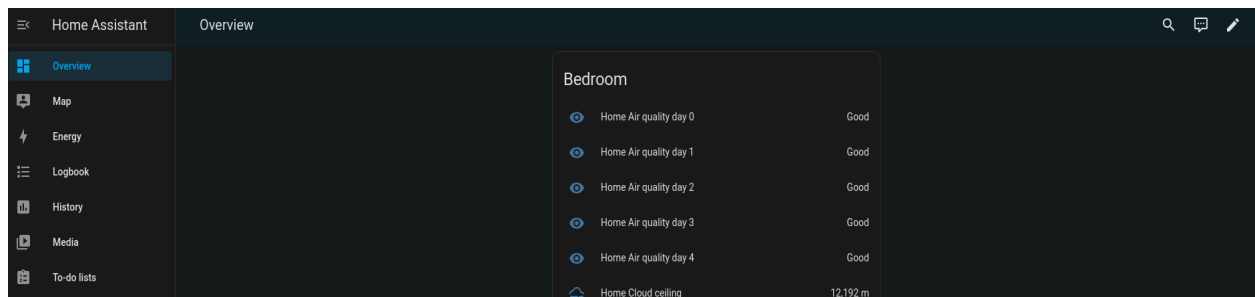 Home Assistant
Overview
Overview
Map
Energy
Logbook
History
Media
To-do lists
Bedroom
Home Air quality day 0 Good
Home Air quality day 1 Good
Home Air quality day 2 Good
Home Air quality day 3 Good
Home Air quality day 4 Good
Home Cloud ceiling 12,192 m